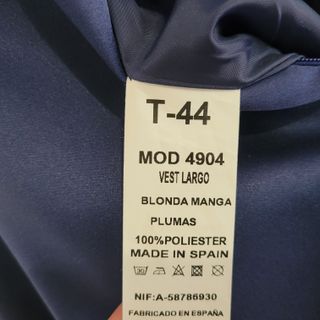 T-44
MOD 4904
VEST LARGO
BLONDA MANGA
PLUMAS
100%POLIESTER
MADE IN SPAIN
NIF:A-58786930
FABRICADO EN ESPAÑA